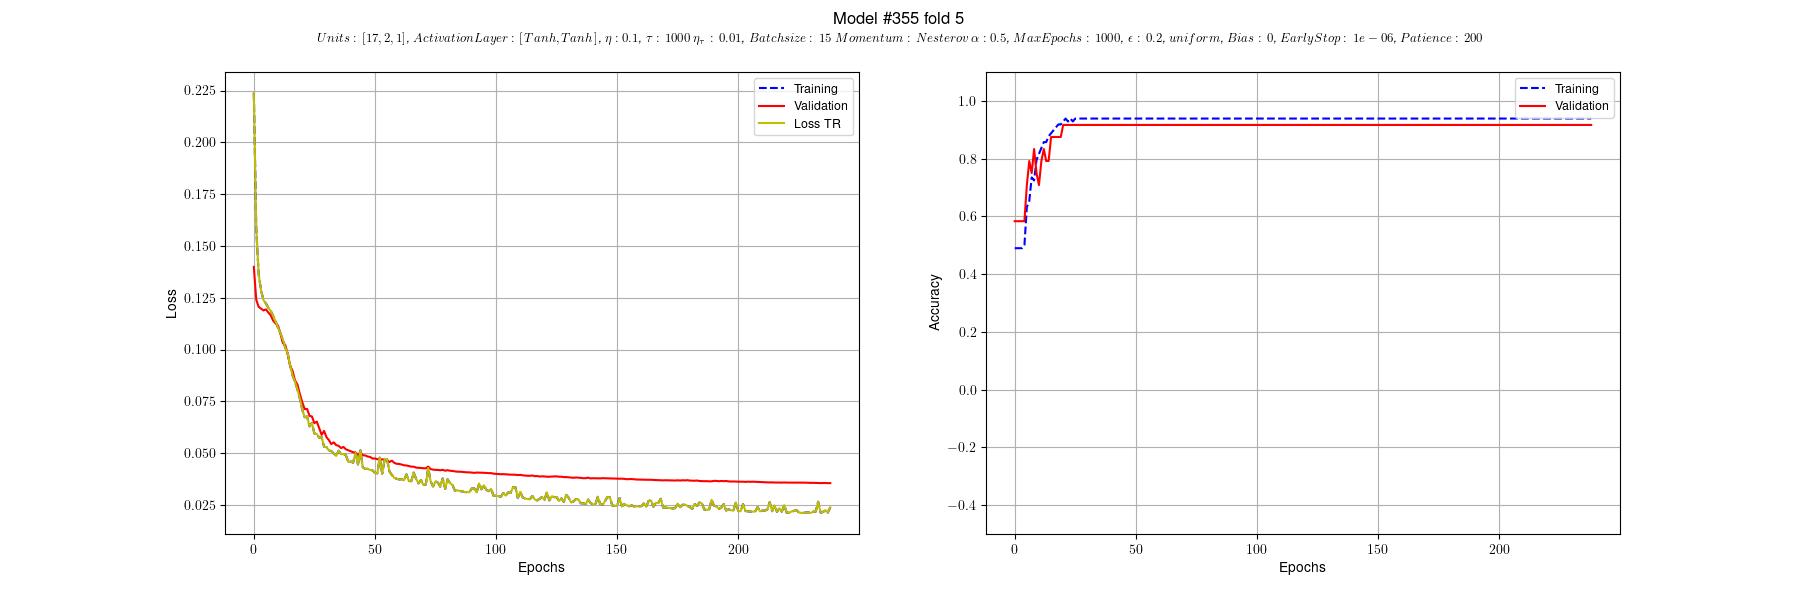 Model #355 fold 5
Units : [17, 2, 1], ActivationLayer : [Tanh, Tanh], η : 0.1, τ : 1000 ητ : 0.01, Batchsize : 15 Momentum : Nesterov α : 0.5, MaxEpochs : 1000, ϵ : 0.2, uniform, Bias : 0, EarlyStop : 1e − 06, Patience : 200
Training
Validation
Loss TR
0.225
0.200
0.175
0.150
0.125
0.100
0.075
0.050
0.025
Loss
0
50
100
150
200
Epochs
Training
Validation
1.0
0.8
0.6
0.4
0.2
0.0
−0.2
−0.4
Accuracy
0
50
100
150
200
Epochs